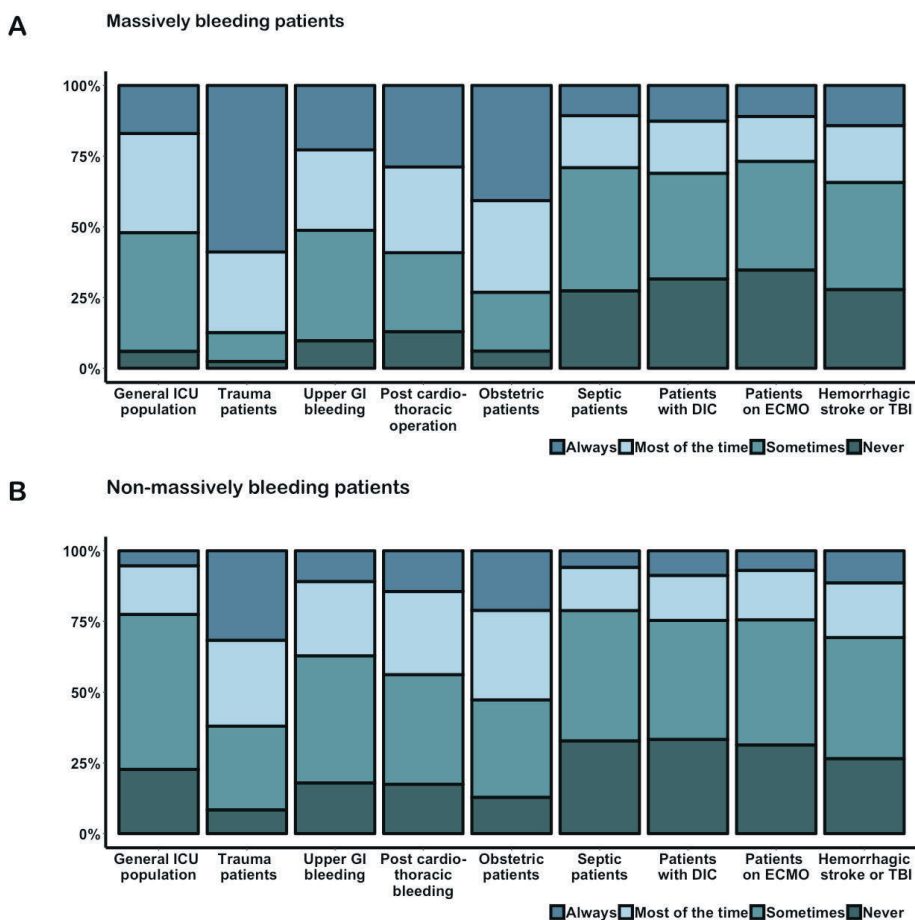 A
Massively bleeding patients
100%
75%
50%
25%
0%
General ICU population
Trauma patients
Upper GI bleeding
Post cardio-thoracic operation
Obstetric patients
Septic patients
Patients with DIC
Patients on ECMO
Hemorrhagic stroke or TBI
Always Most of the time Sometimes Never
B
Non-massively bleeding patients
100%
75%
50%
25%
0%
General ICU population
Trauma patients
Upper GI bleeding
Post cardio-thoracic bleeding
Obstetric patients
Septic patients
Patients with DIC
Patients on ECMO
Hemorrhagic stroke or TBI
Always Most of the time Sometimes Never